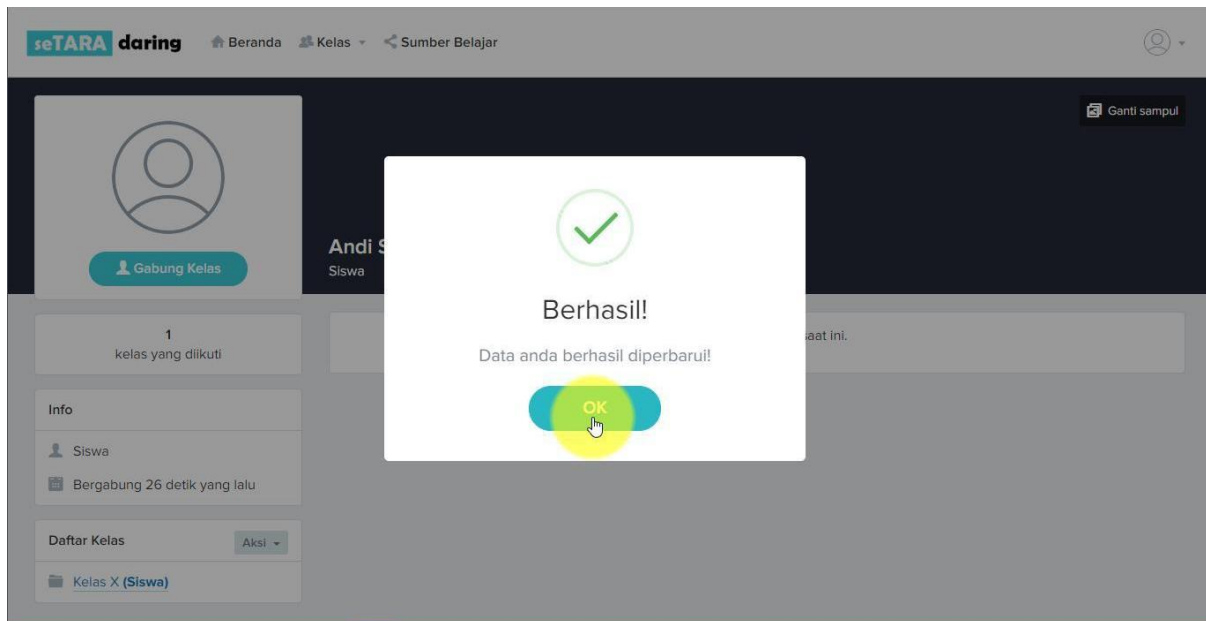 seTARA daring Beranda Kelas Sumber Belajar
Ganti sampul
Gabung Kelas
Andi
Siswa
1
kelas yang diikuti
saat ini.
Info
Siswa
Bergabung 26 detik yang lalu
Daftar Kelas Aksi
Kelas X (Siswa)
Berhasil!
Data anda berhasil diperbarui!
OK